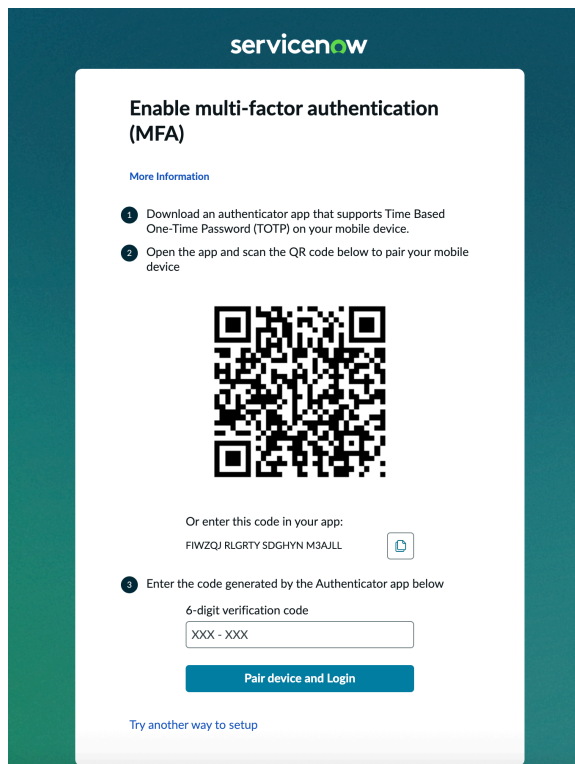 servicenow
Enable multi-factor authentication
(MFA)
More Information
1 Download an authenticator app that supports Time Based
One-Time Password (TOTP) on your mobile device.
2 Open the app and scan the QR code below to pair your mobile
device
Or enter this code in your app:
FIWZQJ RLGRTY SDGHYN M3AJLL
3 Enter the code generated by the Authenticator app below
6-digit verification code
XXX - XXX
Pair device and Login
Try another way to setup